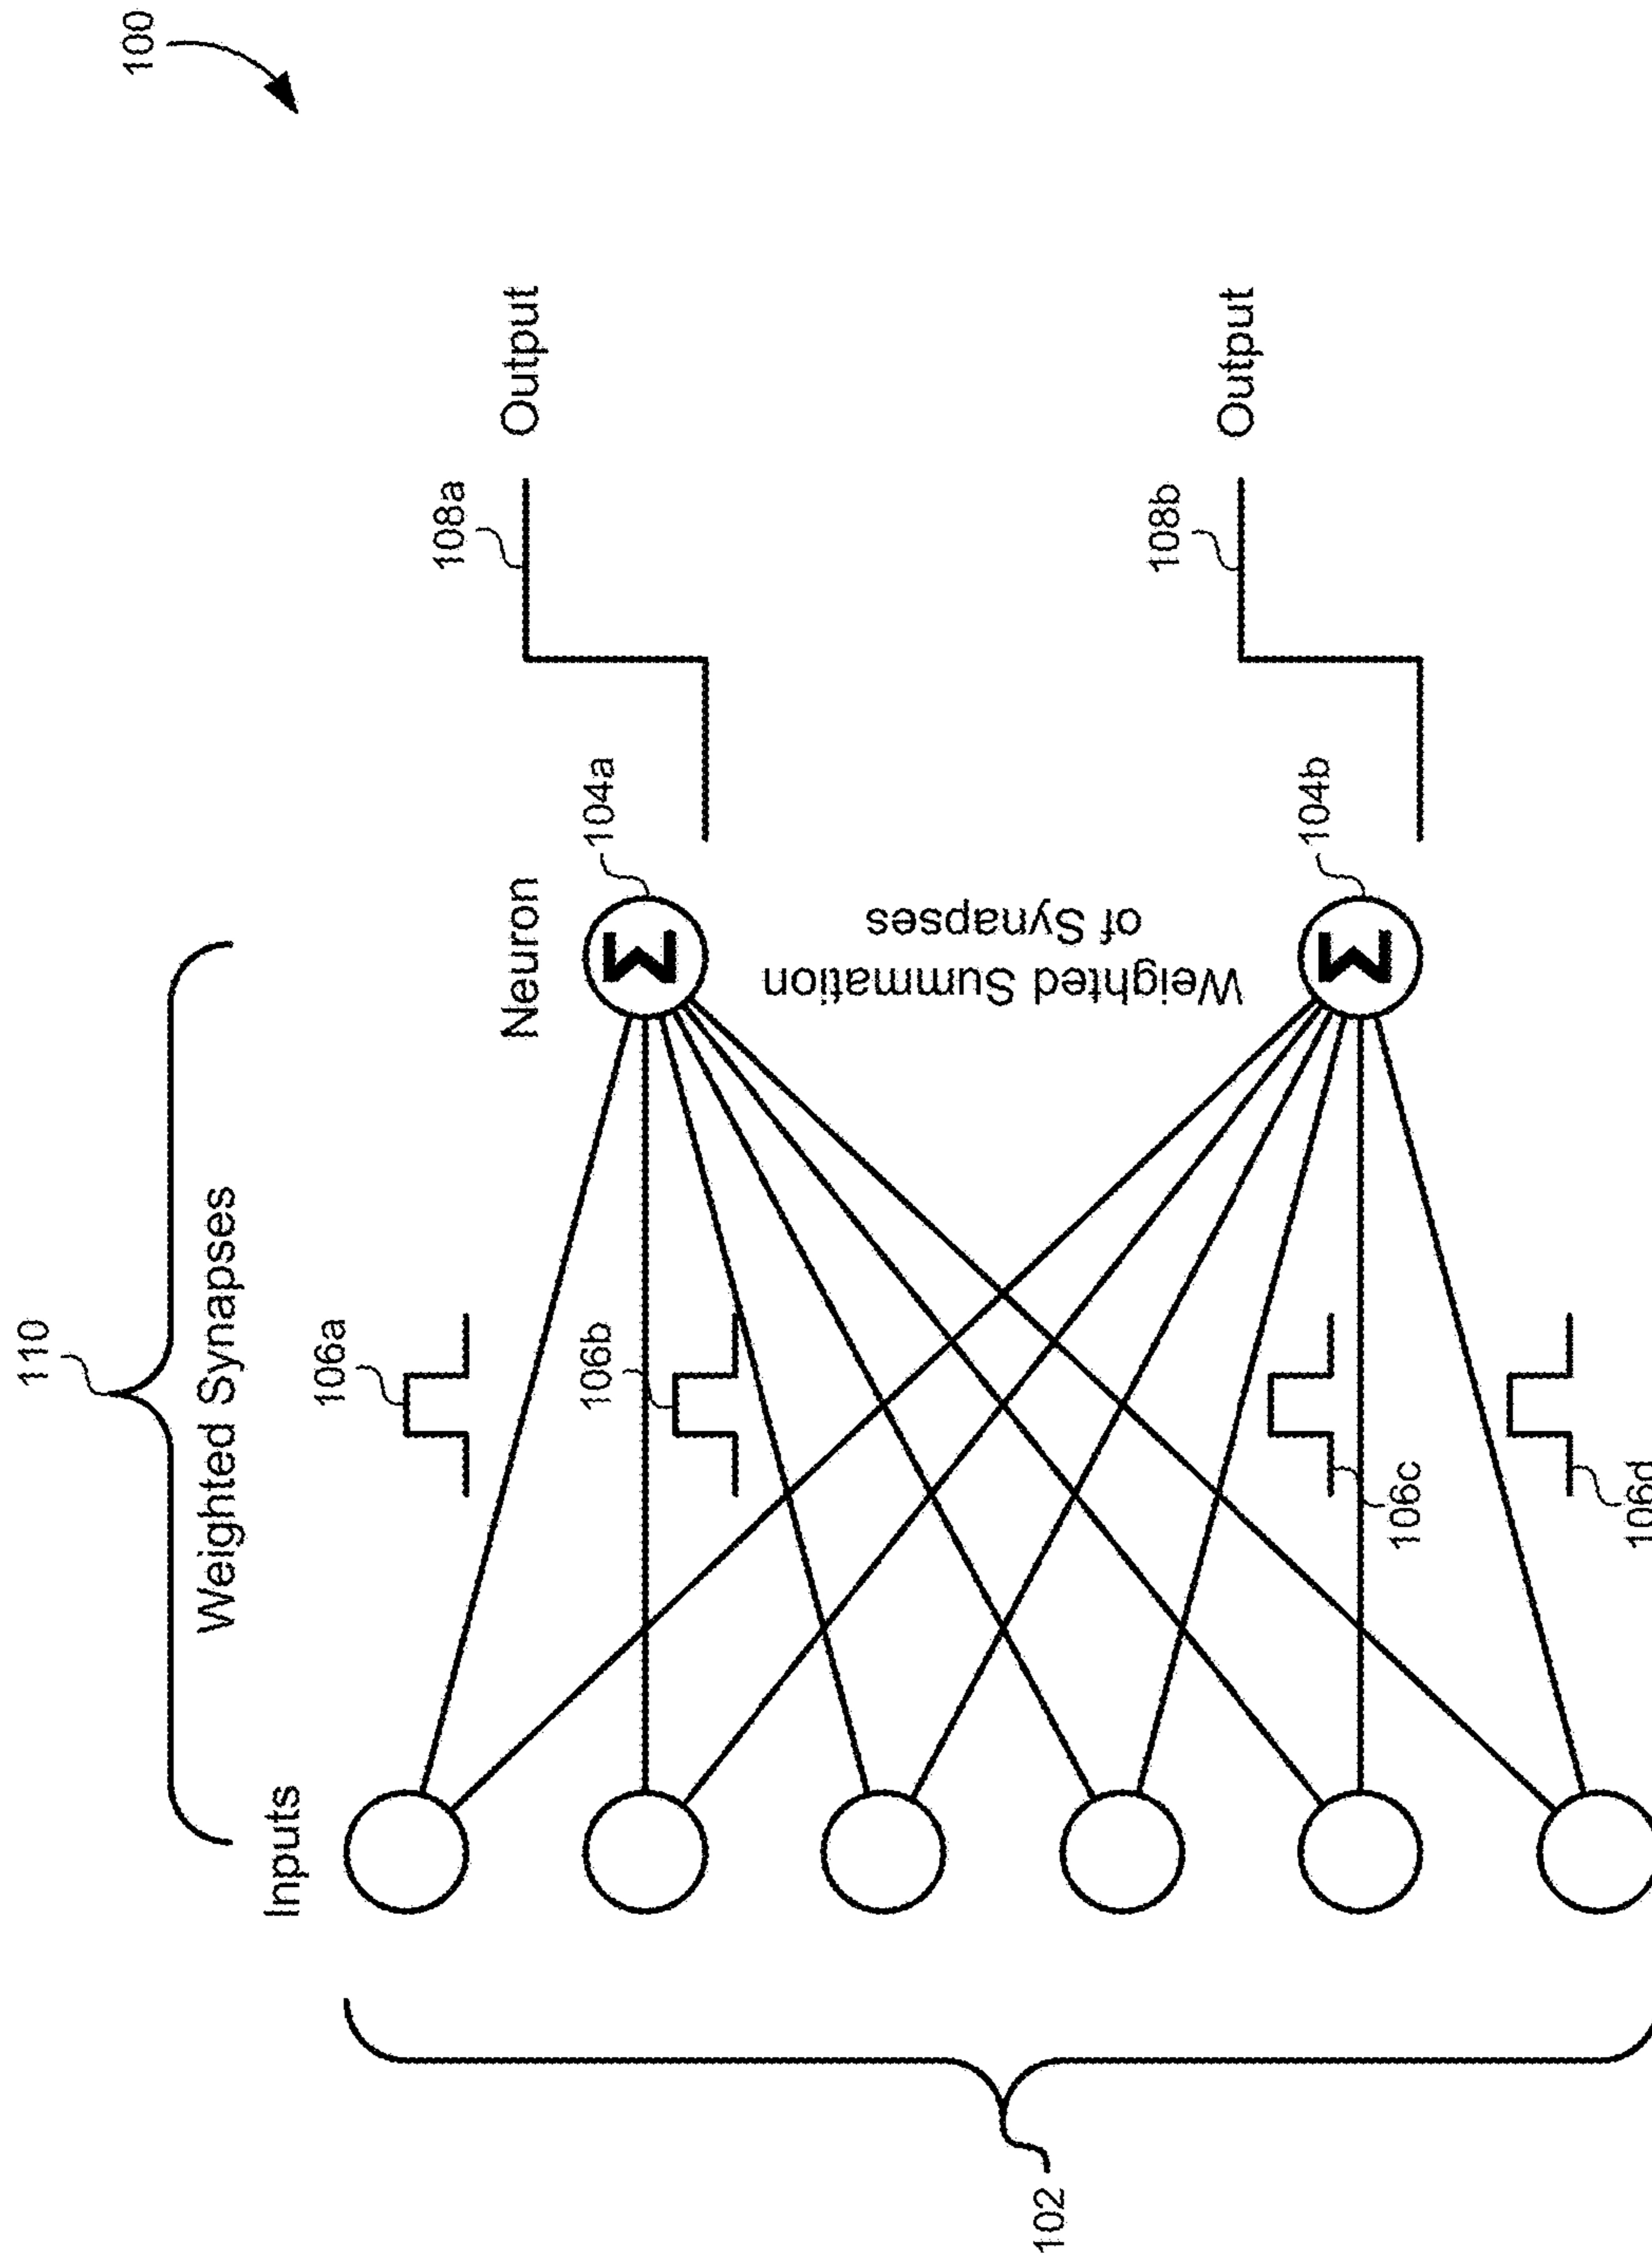 110
100
Weighted Synapses
Inputs
106a
108a
Neuron
Output
106b
104a
Weighted Summation
of Synapses
102
108b
Output
104b
106c
106d